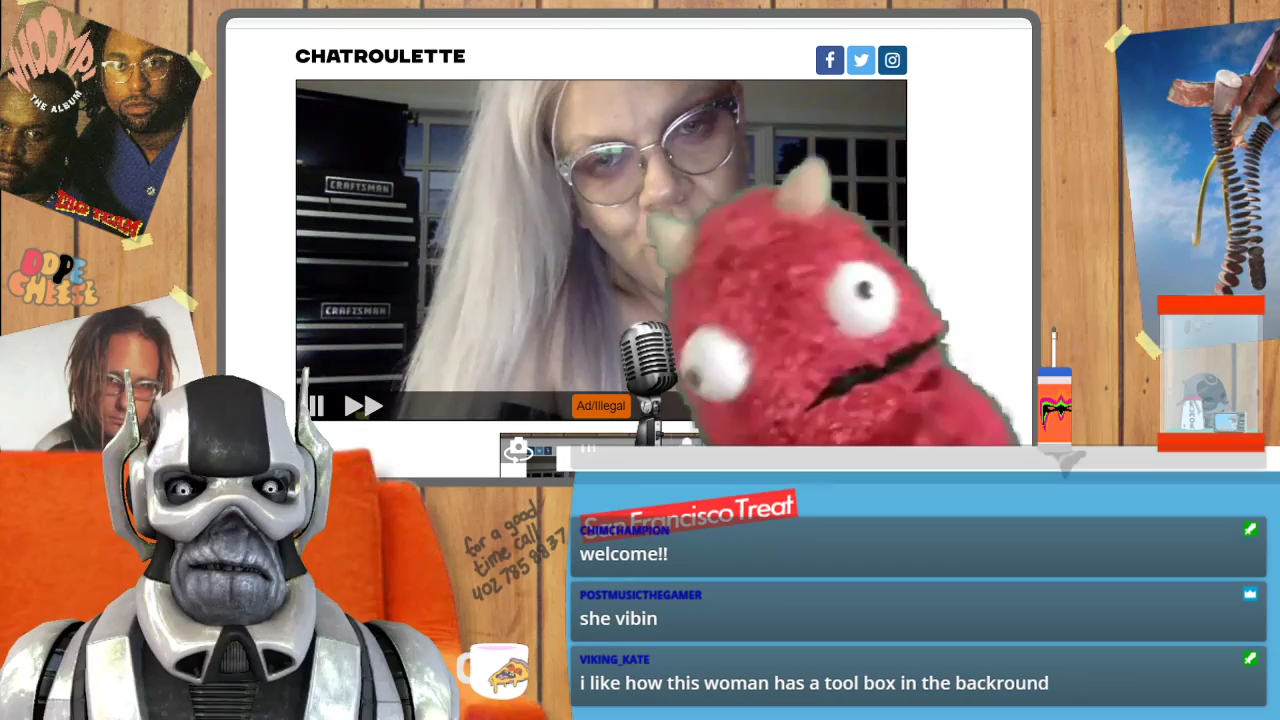 WHOOMP!
THE ALBUM
TAG TEAM
DOPE
CHEESE
CHATROULETTE
CRAFTSMAN
CRAFTSMAN
Ad/Illegal
for a good
time call
402 785 8837
San Francisco Treat
CHIMCHAMPION
welcome!!
POSTMUSICTHEGAMER
she vibin
VIKING_KATE
i like how this woman has a tool box in the backround